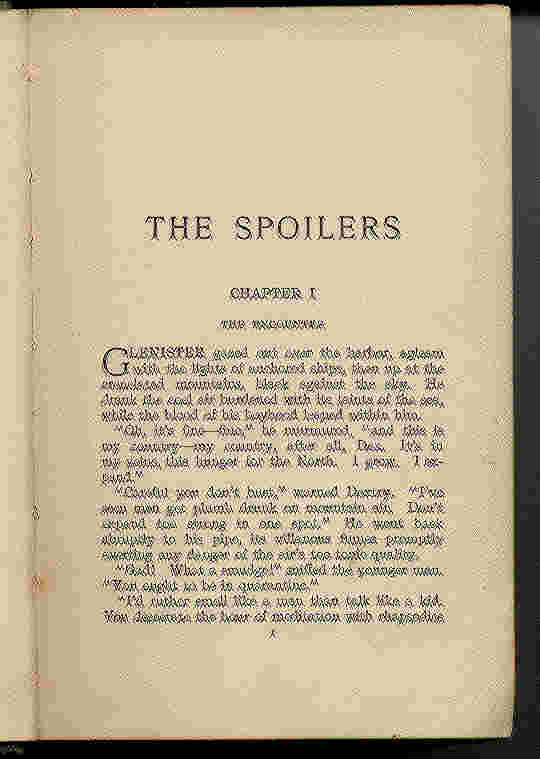 THE SPOILERS
CHAPTER I
THE ENCOUNTER
GLENISTER gazed out over the harbor, agleam
with the lights of anchored ships, then up at the
crenelated mountains, black against the sky. He
drank the cool air burdened with its taints of the sea,
while the blood of his boyhood leaped within him.
"Oh, it's fine—fine," he murmured, "and this is
my country—my country, after all, Dex. It's in
my veins, this hunger for the North. I grow. I ex-
pand."
"Careful you don't bust," warned Dextry. "I've
seen men get plumb drunk on mountain air. Don't
expand too strong in one spot." He went back
abruptly to his pipe, its villanous fumes promptly
averting any danger of the air's too tonic quality.
"Gad! What a smudge!" sniffed the younger man.
"You ought to be in quarantine."
"I'd ruther smell like a man than talk like a kid.
You desecrate the hour of meditation with rhapsodies
1